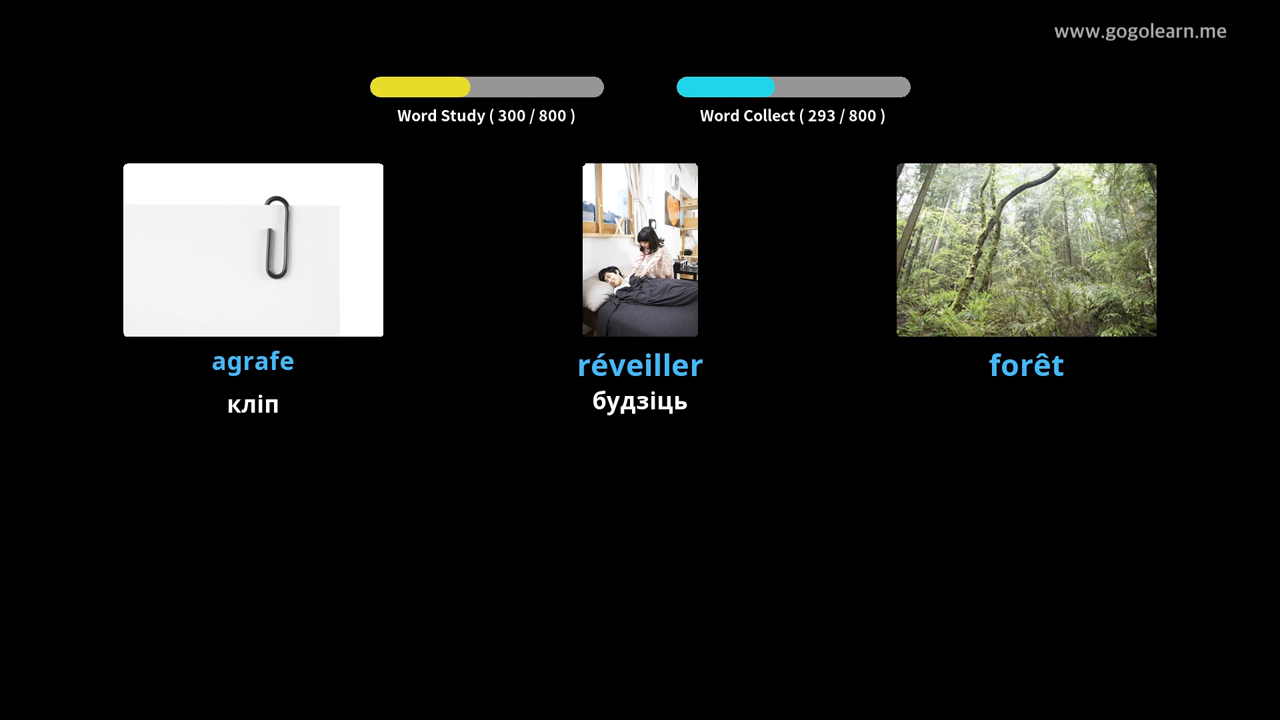 www.gogolearn.me
Word Study ( 300 / 800 )
Word Collect ( 293 / 800 )
agrafe
кліп
réveiller
будзіць
forêt